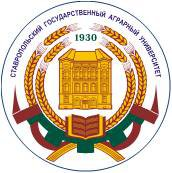 СТАВРОПОЛЬСКИЙ ГОСУДАРСТВЕННЫЙ АГРАРНЫЙ УНИВЕРСИТЕТ
1930